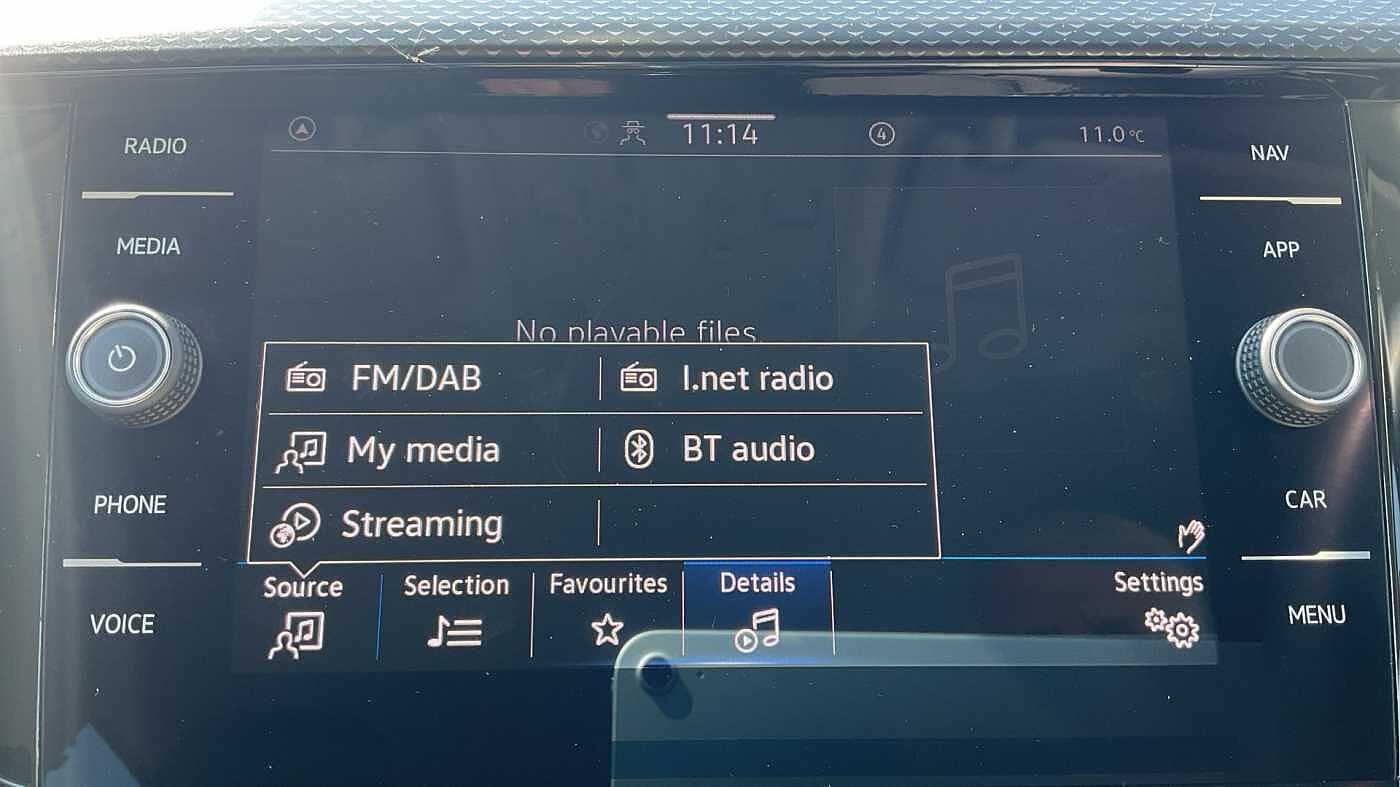 RADIO
MEDIA
PHONE
VOICE
11:14
4
11.0 °C
No playable files.
FM/DAB
I.net radio
My media
BT audio
Streaming
Source
Selection
Favourites
Details
Settings
NAV
APP
CAR
MENU